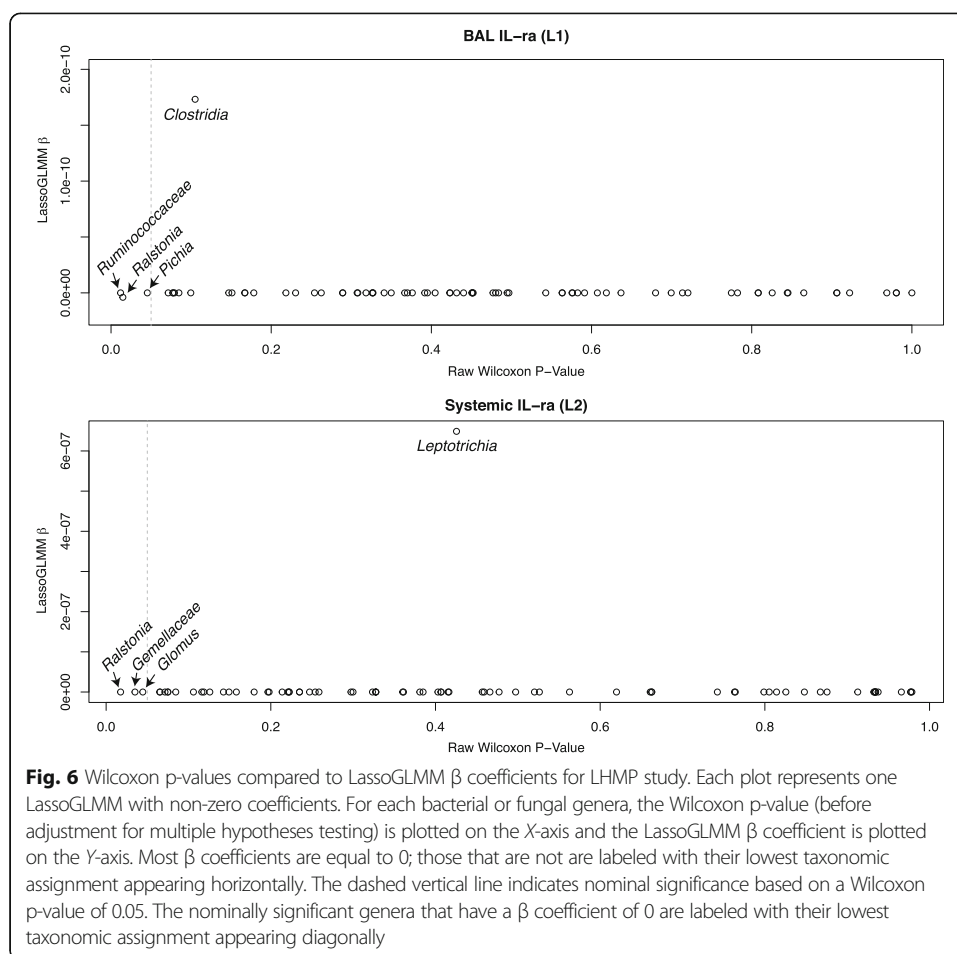 BAL IL−ra (L1)
2.0e−10
1.0e−10
0.0e+00
LassoGLMM β
Clostridia
Ruminococcaceae
Ralstonia
Pichia
0.0 0.2 0.4 0.6 0.8 1.0
Raw Wilcoxon P−Value
Systemic IL−ra (L2)
6e−07
4e−07
2e−07
0e+00
LassoGLMM β
Leptotrichia
Ralstonia
Gemellaceae
Glomus
0.0 0.2 0.4 0.6 0.8 1.0
Raw Wilcoxon P−Value
Fig. 6 Wilcoxon p-values compared to LassoGLMM β coefficients for LHMP study. Each plot represents one
LassoGLMM with non-zero coefficients. For each bacterial or fungal genera, the Wilcoxon p-value (before
adjustment for multiple hypotheses testing) is plotted on the X-axis and the LassoGLMM β coefficient is plotted
on the Y-axis. Most β coefficients are equal to 0; those that are not are labeled with their lowest taxonomic
assignment appearing horizontally. The dashed vertical line indicates nominal significance based on a Wilcoxon
p-value of 0.05. The nominally significant genera that have a β coefficient of 0 are labeled with their lowest
taxonomic assignment appearing diagonally